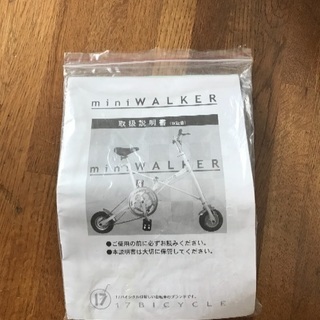 miniWALKER
取扱説明書
miniWALKER
●ご使用の前に必ずお読みください。
●本説明書は大切に保管してください。
17
17BICYCLE